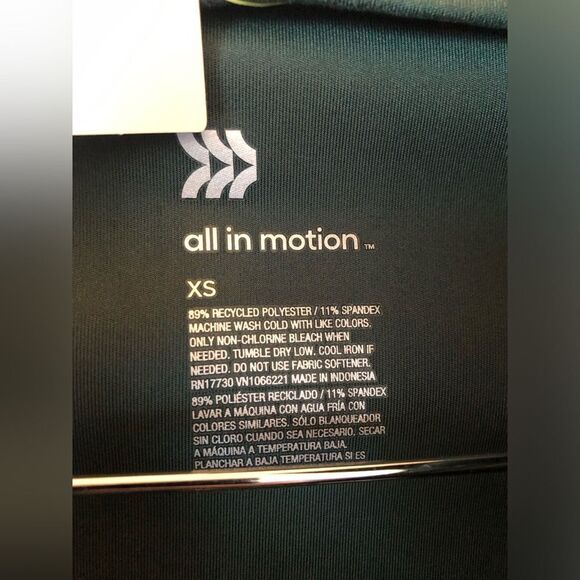 all in motion ™
XS
89% RECYCLED POLYESTER / 11% SPANDEX
MACHINE WASH COLD WITH LIKE COLORS.
ONLY NON-CHLORINE BLEACH WHEN
NEEDED. TUMBLE DRY LOW. COOL IRON IF
NEEDED. DO NOT USE FABRIC SOFTENER.
RN17730 VN1066221 MADE IN INDONESIA
89% POLIÉSTER RECICLADO / 11% SPANDEX
LAVAR A MÁQUINA CON AGUA FRÍA CON
COLORES SIMILARES. SÓLO BLANQUEADOR
SIN CLORO CUANDO SEA NECESARIO. SECAR
A MÁQUINA A TEMPERATURA BAJA.
PLANCHAR A BAJA TEMPERATURA SI ES